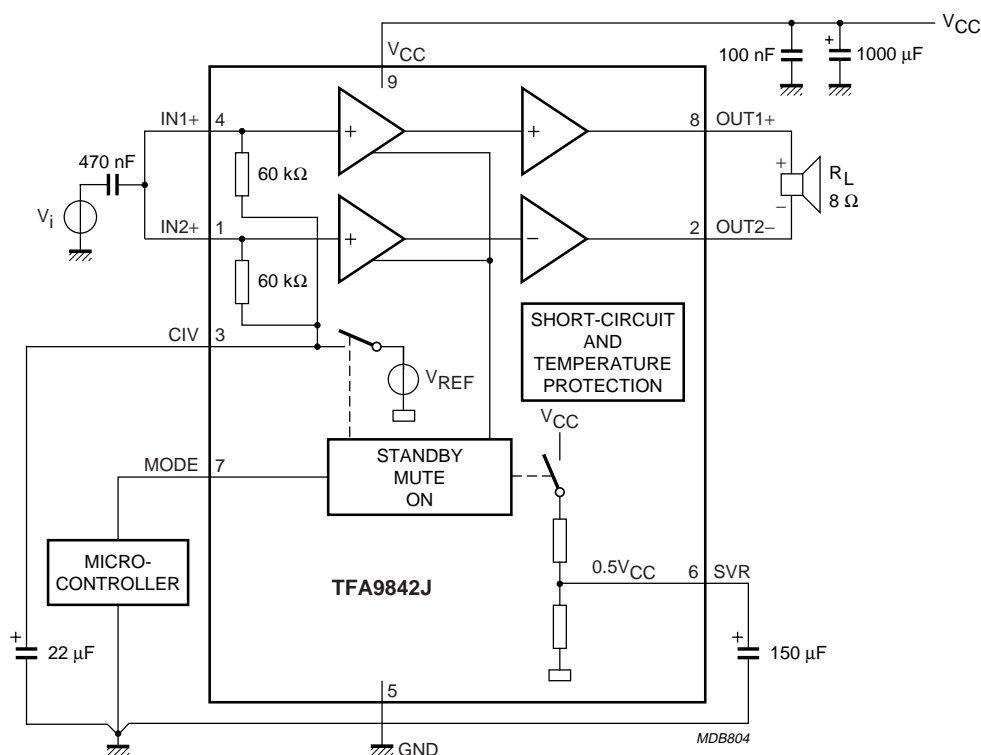 VCC
VCC
100 nF
+
1000 μF
9
IN1+
4
+
+
8
OUT1+
470 nF
60 kΩ
+
RL
8 Ω
−
Vi
IN2+
1
+
−
2
OUT2−
60 kΩ
SHORT-CIRCUIT
AND
TEMPERATURE
PROTECTION
CIV
3
VREF
VCC
STANDBY
MUTE
ON
MODE
7
MICRO-
CONTROLLER
TFA9842J
0.5VCC
6
SVR
+
22 μF
+
150 μF
5
GND
MDB804